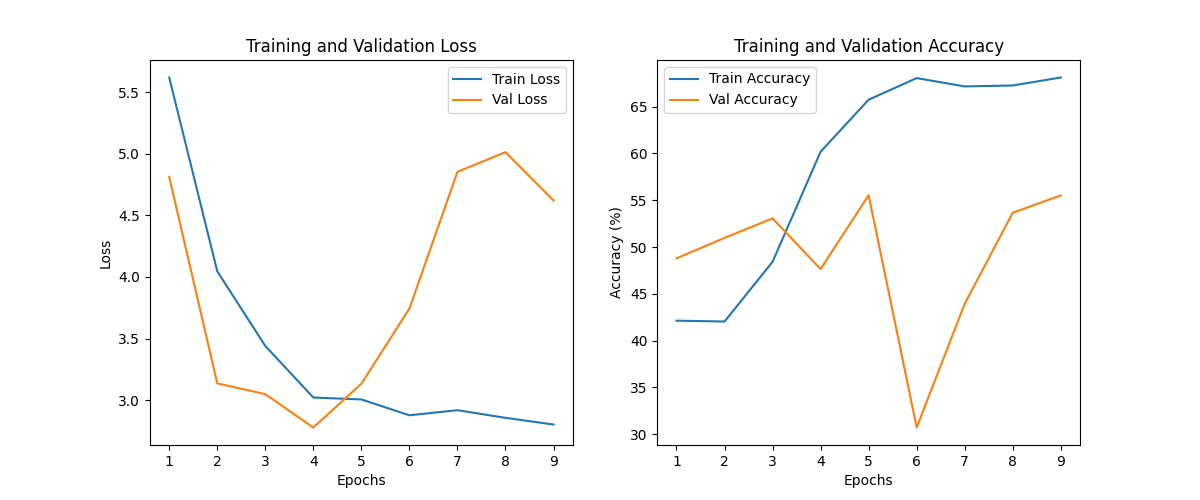 Training and Validation Loss
Train Loss
Val Loss
5.5
5.0
4.5
4.0
3.5
3.0
Loss
1 2 3 4 5 6 7 8 9
Epochs
Training and Validation Accuracy
Train Accuracy
Val Accuracy
65
60
55
50
45
40
35
30
Accuracy (%)
1 2 3 4 5 6 7 8 9
Epochs